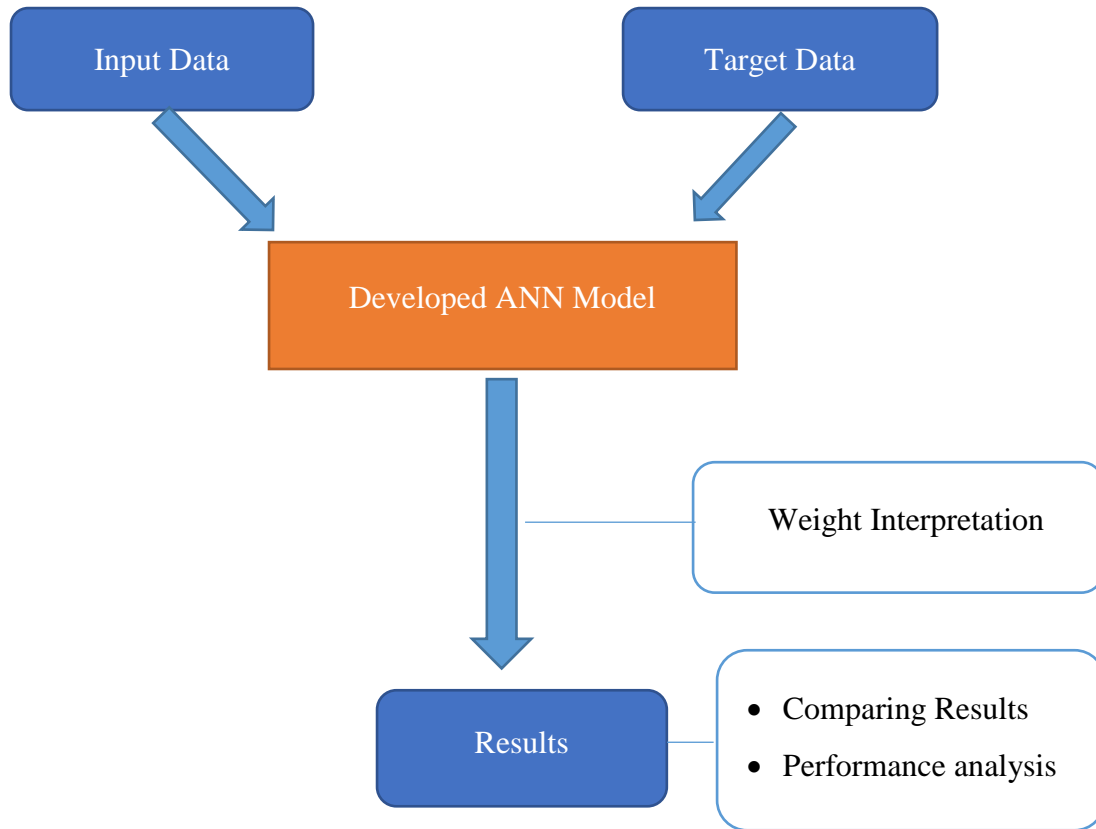 Input Data
Target Data
Developed ANN Model
Weight Interpretation
Results
• Comparing Results
• Performance analysis